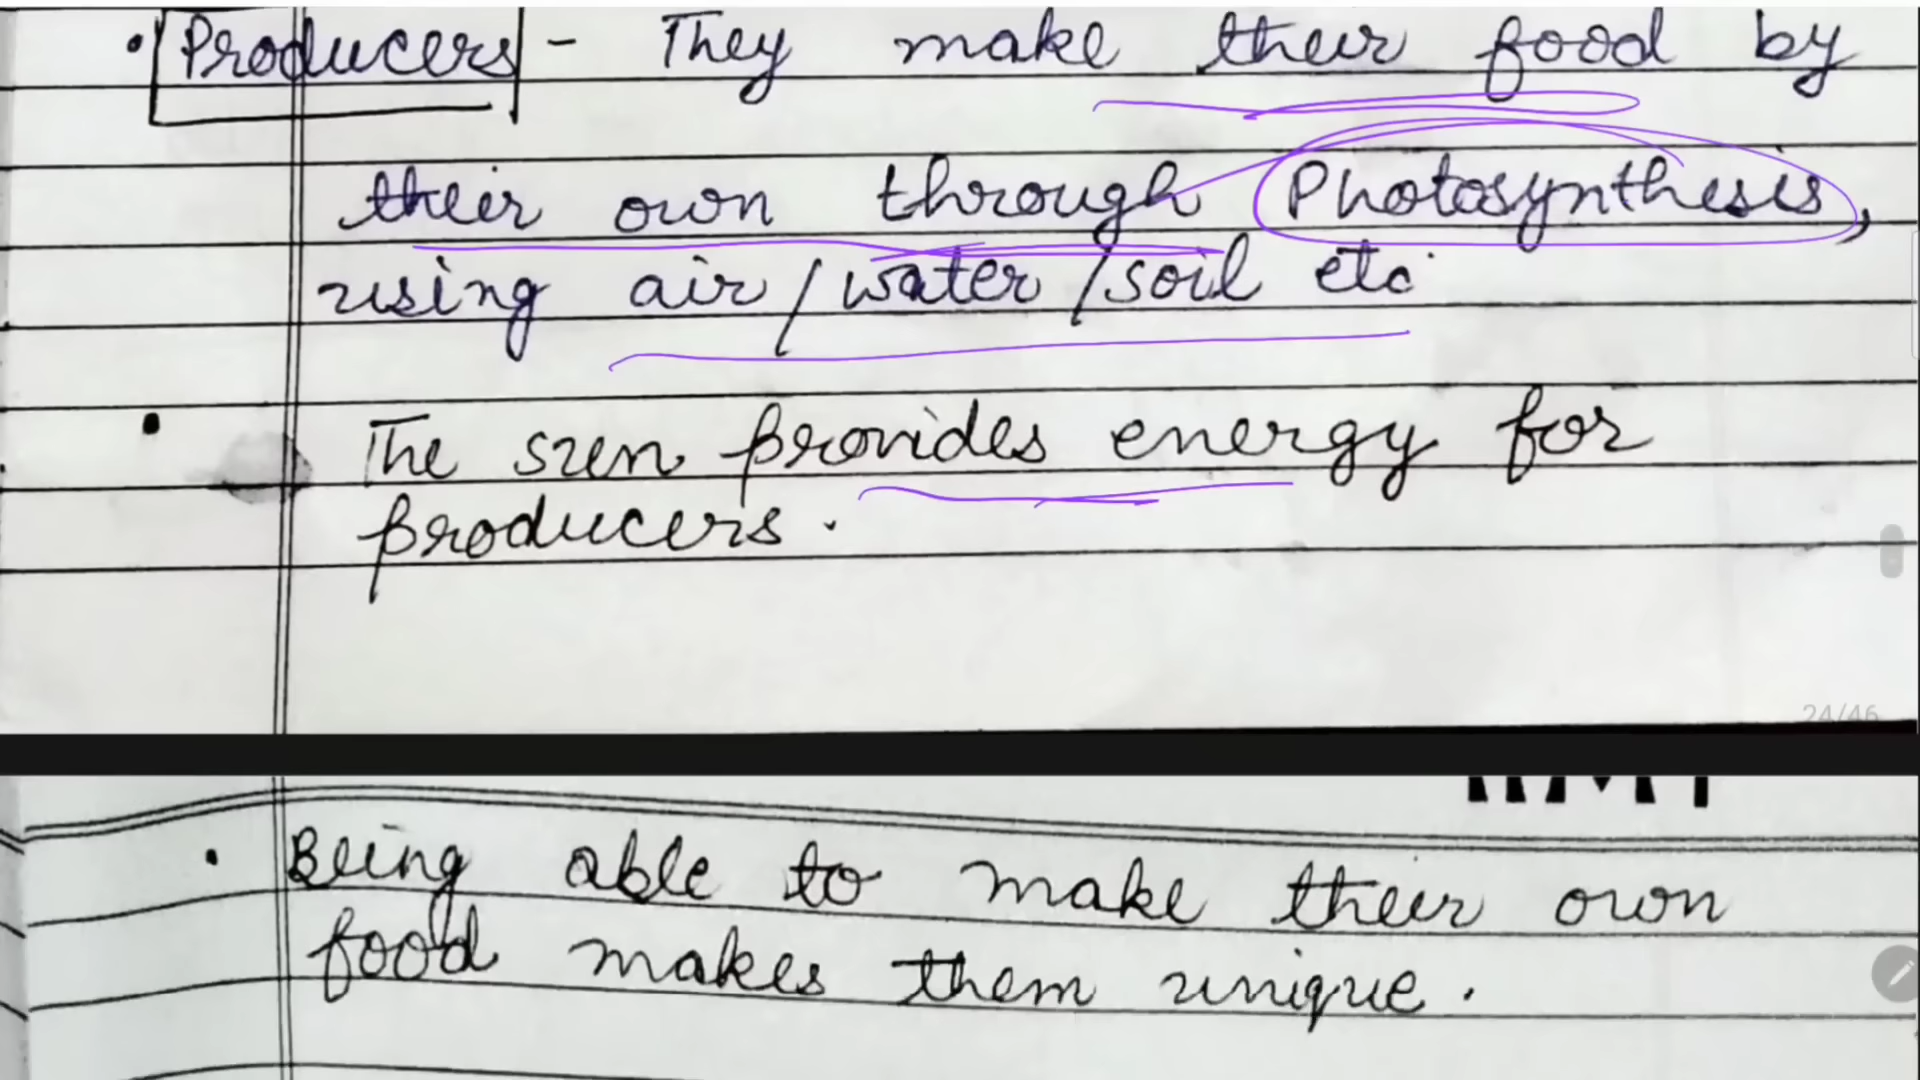 • Producers - They make their food by
their own through Photosynthesis,
using air/water/soil etc.
• The sun provides energy for
producers.
24/46
• Being able to make their own
food makes them unique.